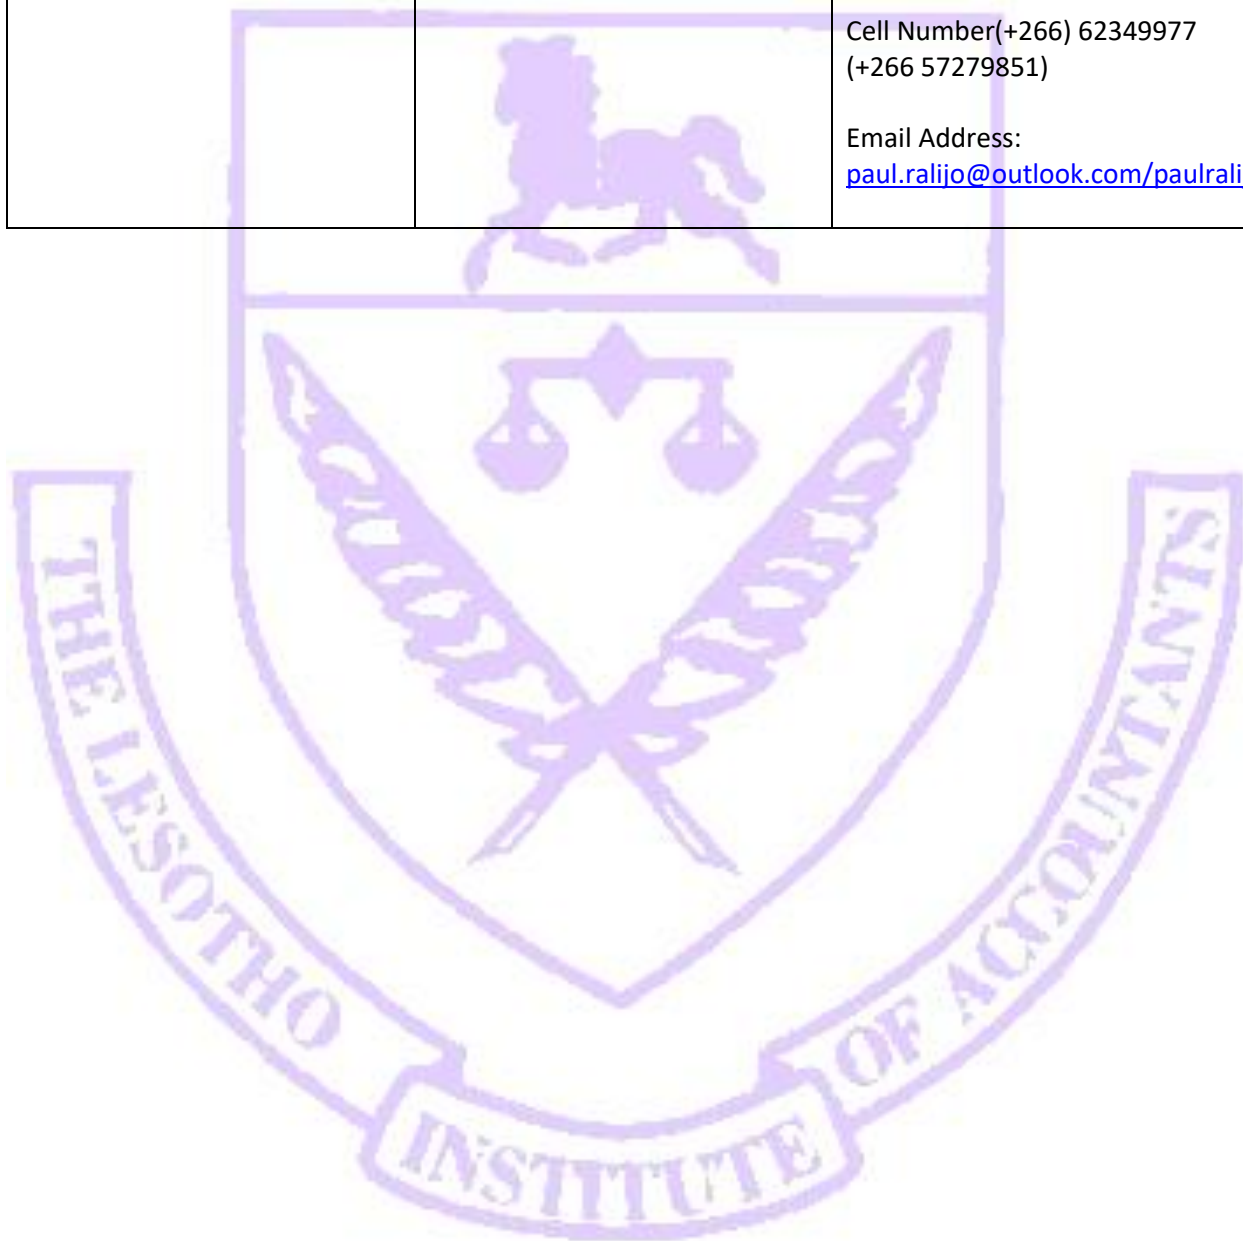 Cell Number(+266) 62349977
(+266 57279851)
Email Address:
paul.ralijo@outlook.com/paulrali
THE LESOTHO
INSTITUTE
OF ACCOUNTANTS